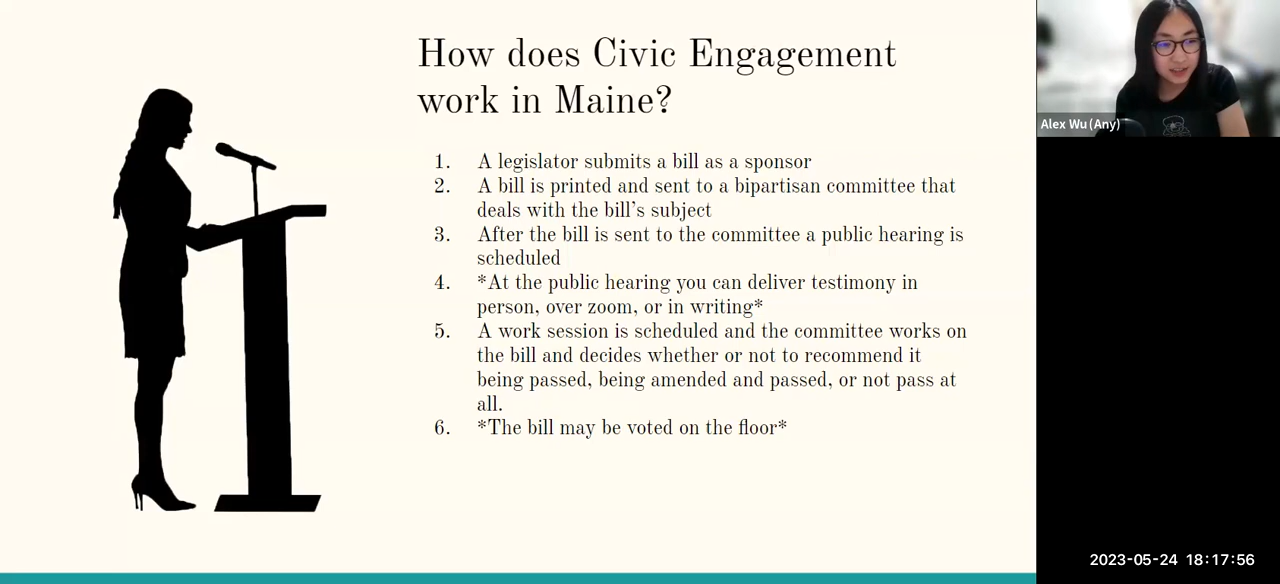 How does Civic Engagement
work in Maine?
1. A legislator submits a bill as a sponsor
2. A bill is printed and sent to a bipartisan committee that
deals with the bill's subject
3. After the bill is sent to the committee a public hearing is
scheduled
4. *At the public hearing you can deliver testimony in
person, over zoom, or in writing*
5. A work session is scheduled and the committee works on
the bill and decides whether or not to recommend it
being passed, being amended and passed, or not pass at
all.
6. *The bill may be voted on the floor*
Alex Wu (Any)
2023-05-24 18:17:56